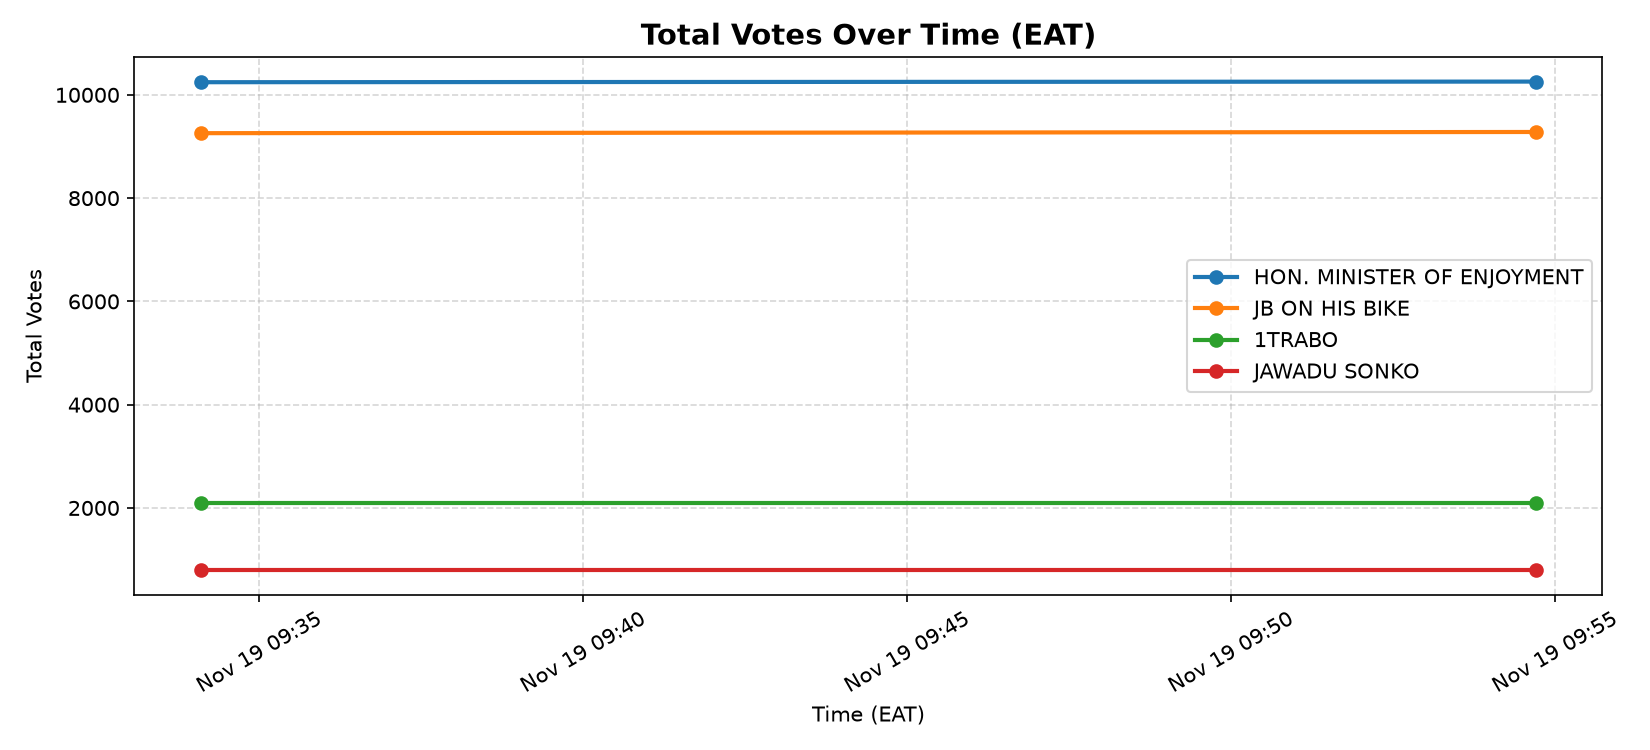 Total Votes Over Time (EAT)
Total Votes
10000
8000
6000
4000
2000
HON. MINISTER OF ENJOYMENT
JB ON HIS BIKE
1TRABO
JAWADU SONKO
Nov 19 09:35
Nov 19 09:40
Nov 19 09:45
Nov 19 09:50
Nov 19 09:55
Time (EAT)